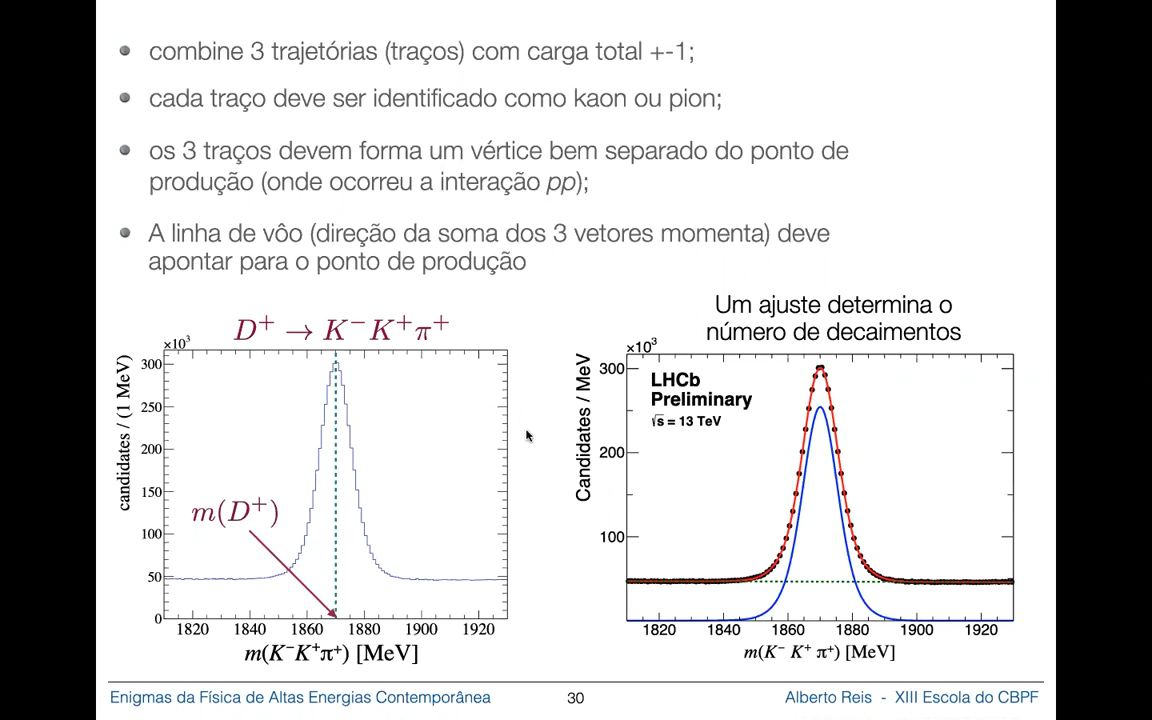 combine 3 trajetórias (traços) com carga total +-1;
cada traço deve ser identificado como kaon ou pion;
os 3 traços devem forma um vértice bem separado do ponto de
produção (onde ocorreu a interação pp);
A linha de vôo (direção da soma dos 3 vetores momenta) deve
apontar para o ponto de produção
D⁺ → K⁻K⁺π⁺
×10³
candidates / (1 MeV)
300
250
200
150
100
50
0
m(D⁺)
1820 1840 1860 1880 1900 1920
m(K⁻K⁺π⁺) [MeV]
Um ajuste determina o
número de decaimentos
×10³
Candidates / MeV
300
200
100
LHCb
Preliminary
√s = 13 TeV
1820 1840 1860 1880 1900 1920
m(K⁻ K⁺ π⁺) [MeV]
Enigmas da Física de Altas Energias Contemporânea
30
Alberto Reis - XIII Escola do CBPF